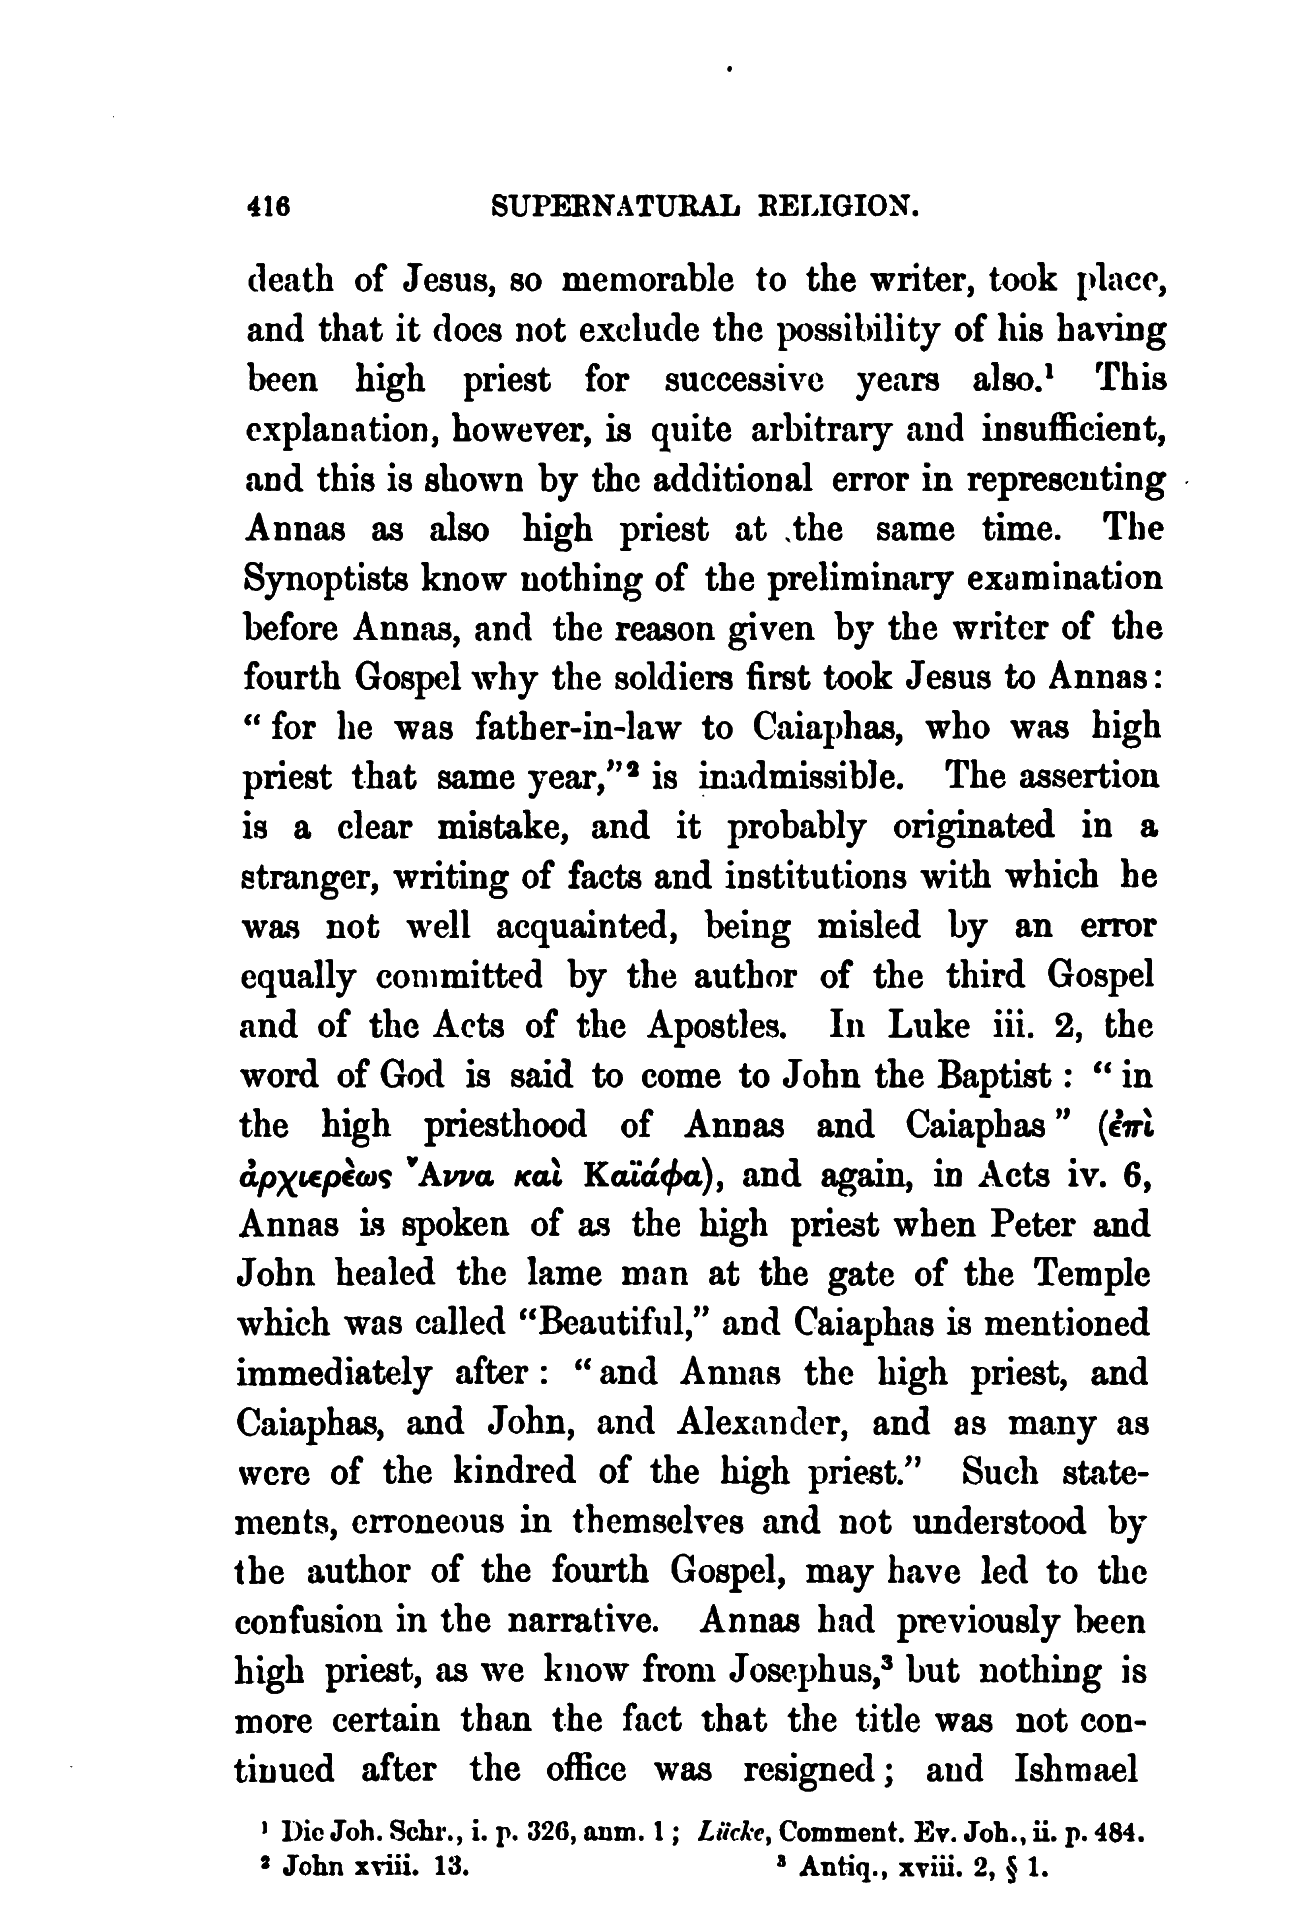 416 SUPERNATURAL RELIGION.
death of Jesus, so memorable to the writer, took place,
and that it does not exclude the possibility of his having
been high priest for successive years also.¹ This
explanation, however, is quite arbitrary and insufficient,
and this is shown by the additional error in representing
Annas as also high priest at the same time. The
Synoptists know nothing of the preliminary examination
before Annas, and the reason given by the writer of the
fourth Gospel why the soldiers first took Jesus to Annas:
“for he was father-in-law to Caiaphas, who was high
priest that same year,”² is inadmissible. The assertion
is a clear mistake, and it probably originated in a
stranger, writing of facts and institutions with which he
was not well acquainted, being misled by an error
equally committed by the author of the third Gospel
and of the Acts of the Apostles. In Luke iii. 2, the
word of God is said to come to John the Baptist : “in
the high priesthood of Annas and Caiaphas” (ἐπὶ
ἀρχιερέως Ἄννα καὶ Καϊάφα), and again, in Acts iv. 6,
Annas is spoken of as the high priest when Peter and
John healed the lame man at the gate of the Temple
which was called “Beautiful,” and Caiaphas is mentioned
immediately after : “and Annas the high priest, and
Caiaphas, and John, and Alexander, and as many as
were of the kindred of the high priest.” Such state-
ments, erroneous in themselves and not understood by
the author of the fourth Gospel, may have led to the
confusion in the narrative. Annas had previously been
high priest, as we know from Josephus,³ but nothing is
more certain than the fact that the title was not con-
tinued after the office was resigned; and Ishmael
¹ Die Joh. Schr., i. p. 326, anm. 1; Lücke, Comment. Ev. Joh., ii. p. 484.
² John xviii. 13. ³ Antiq., xviii. 2, § 1.